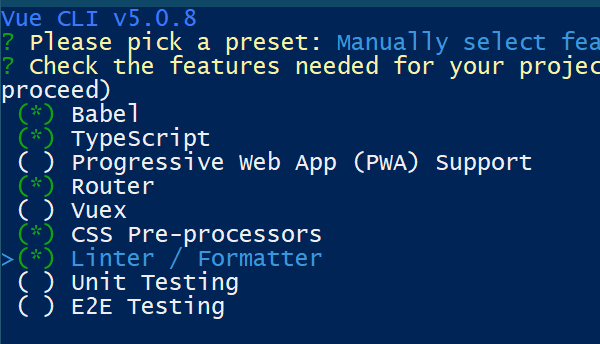 Vue CLI v5.0.8
? Please pick a preset: Manually select fea
? Check the features needed for your projec
proceed)
(*) Babel
(*) TypeScript
( ) Progressive Web App (PWA) Support
(*) Router
( ) Vuex
(*) CSS Pre-processors
>(*) Linter / Formatter
( ) Unit Testing
( ) E2E Testing